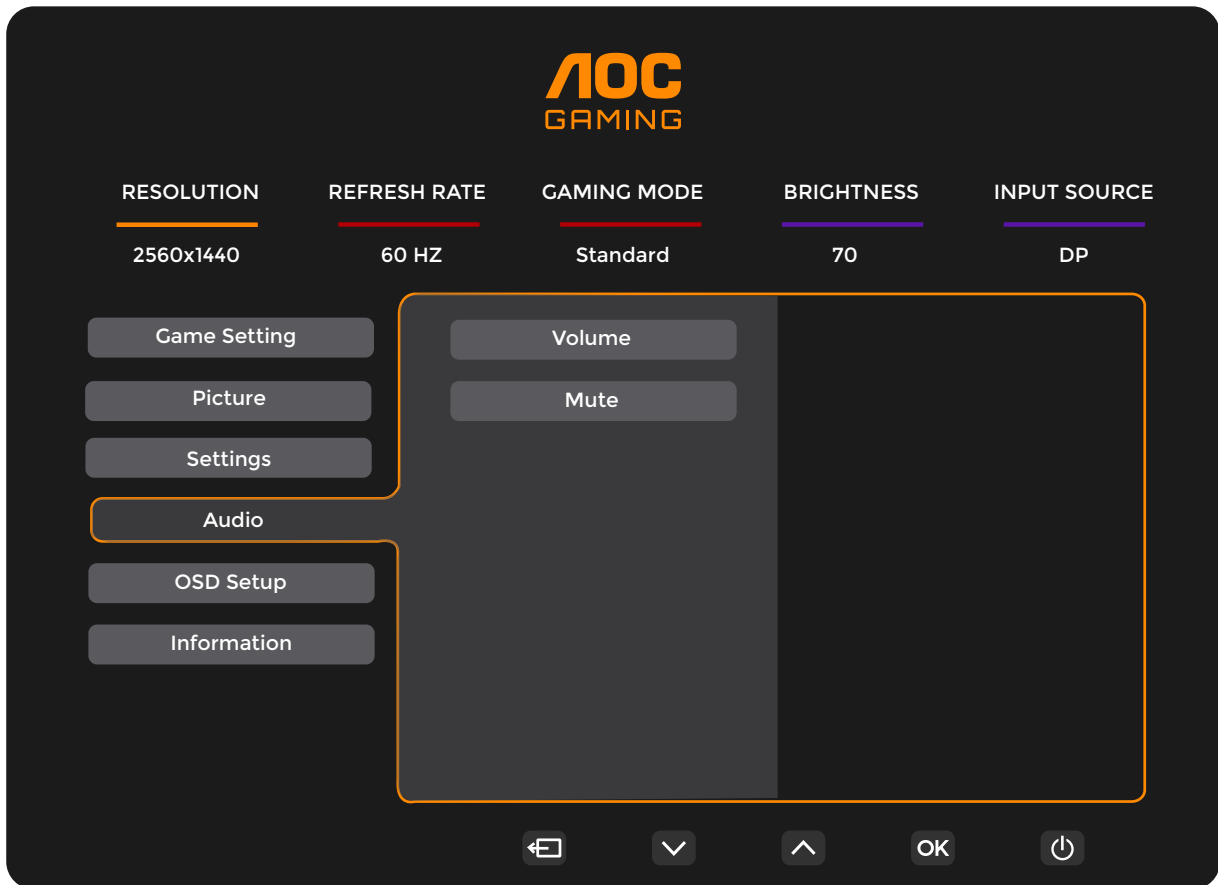 AOC
GAMING
RESOLUTION REFRESH RATE GAMING MODE BRIGHTNESS INPUT SOURCE
2560x1440 60 HZ Standard 70 DP
Game Setting
Volume
Picture
Mute
Settings
Audio
OSD Setup
Information
OK